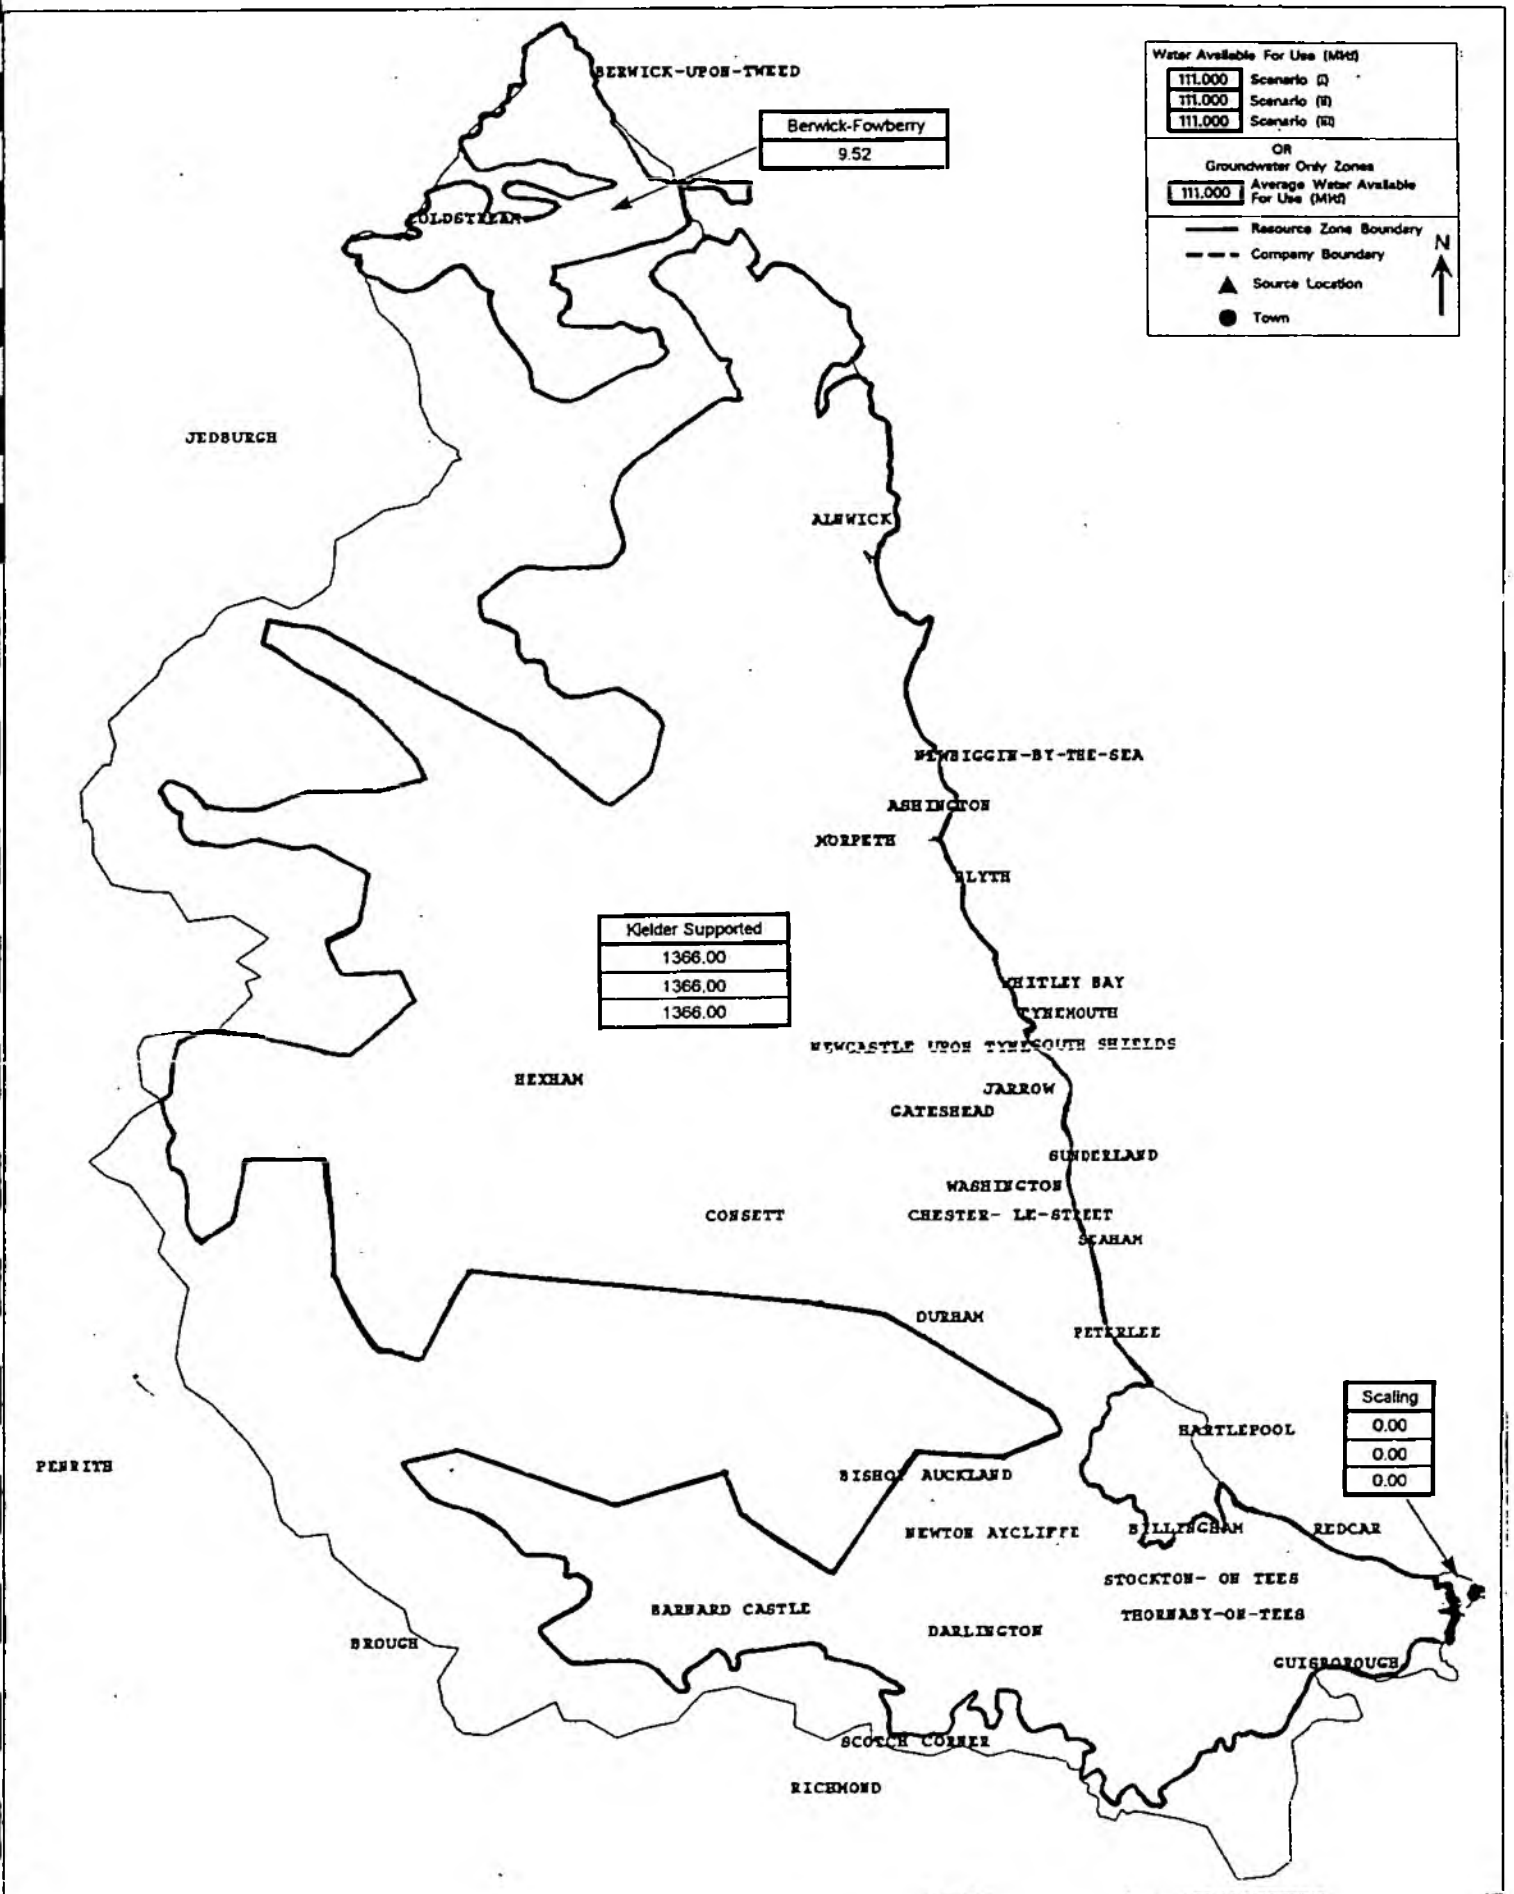 BERWICK-UPON-TWEED
Water Available For Use (Ml/d)
111.000 Scenario (i)
111.000 Scenario (ii)
111.000 Scenario (iii)
OR
Groundwater Only Zones
111.000 Average Water Available
For Use (Ml/d)
Resource Zone Boundary
Company Boundary
Source Location
Town
N
Berwick-Fowberry
9.52
COLDSTREAM
JEDBURGH
ALNWICK
NEWBIGGIN-BY-THE-SEA
ASHINGTON
MORPETH
BLYTH
Kielder Supported
1366.00
1366.00
1366.00
WHITLEY BAY
TYNEMOUTH
NEWCASTLE UPON TYNE SOUTH SHIELDS
HEXHAM
JARROW
GATESHEAD
SUNDERLAND
WASHINGTON
CONSETT
CHESTER- LE-STREET
SEAHAM
DURHAM
PETERLEE
Scaling
0.00
0.00
0.00
HARTLEPOOL
PENRITH
BISHOP AUCKLAND
NEWTON AYCLIFFE
BILLINGHAM
REDCAR
STOCKTON- ON TEES
BARNARD CASTLE
THORNABY-ON-TEES
DARLINGTON
BROUGH
GUISBOROUGH
SCOTCH CORNER
RICHMOND